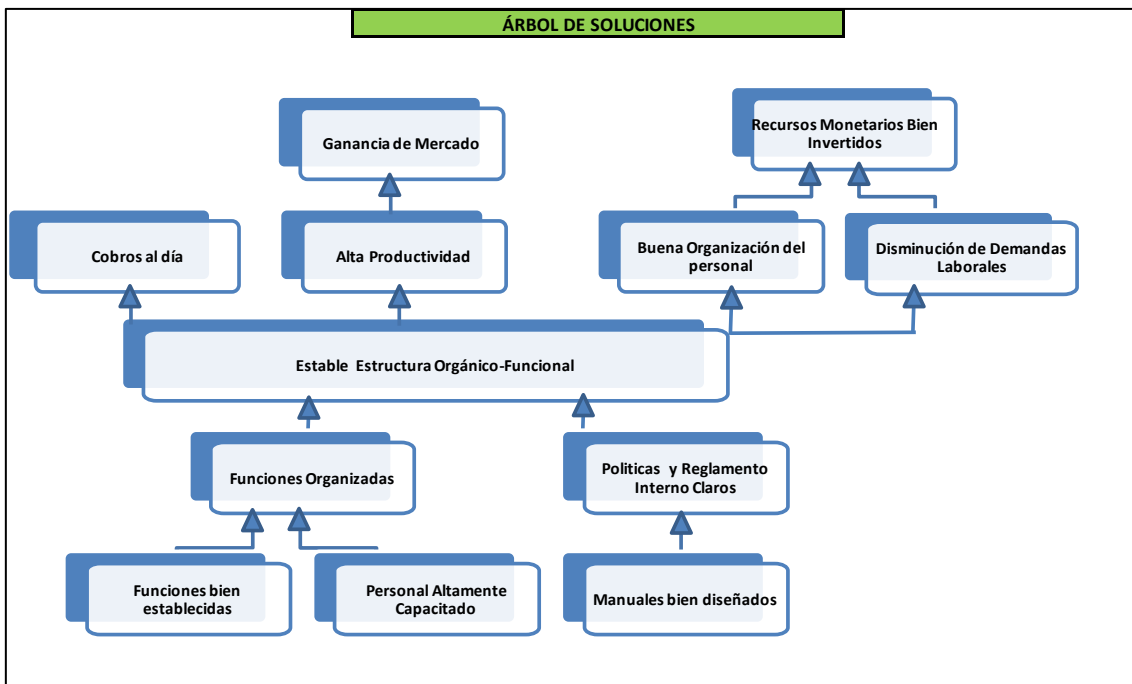 ÁRBOL DE SOLUCIONES
Recursos Monetarios Bien
Invertidos
Ganancia de Mercado
Cobros al día
Alta Productividad
Buena Organización del
personal
Disminución de Demandas
Laborales
Estable Estructura Orgánico-Funcional
Funciones Organizadas
Politicas y Reglamento
Interno Claros
Funciones bien
establecidas
Personal Altamente
Capacitado
Manuales bien diseñados